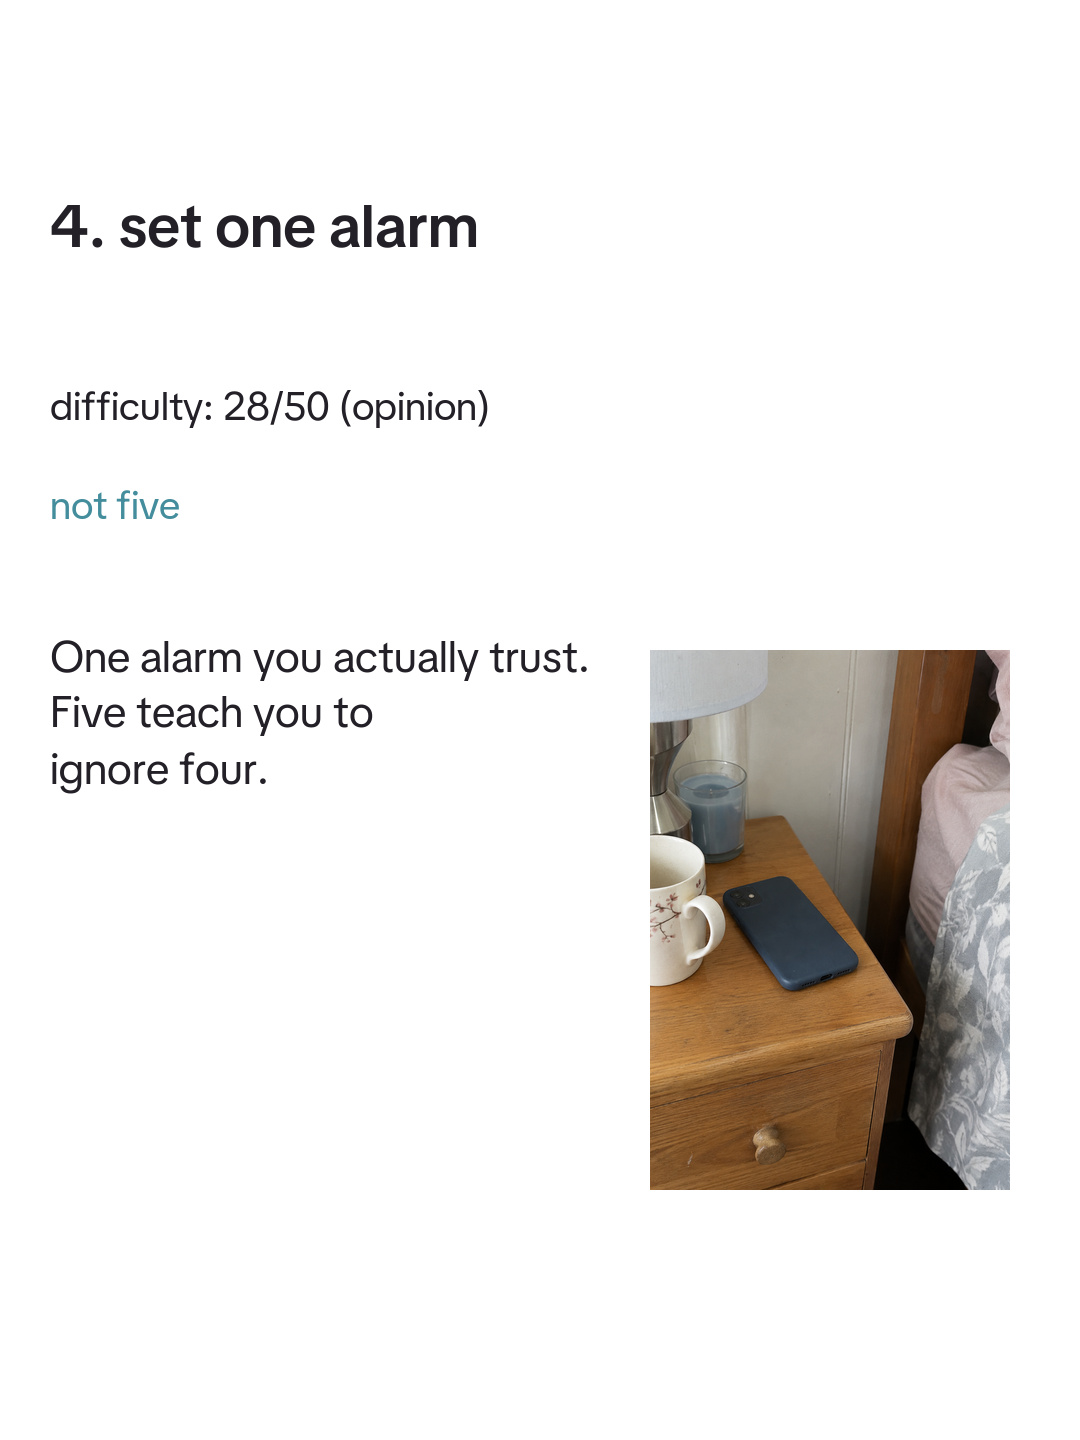 4. set one alarm
difficulty: 28/50 (opinion)
not five
One alarm you actually trust.
Five teach you to
ignore four.